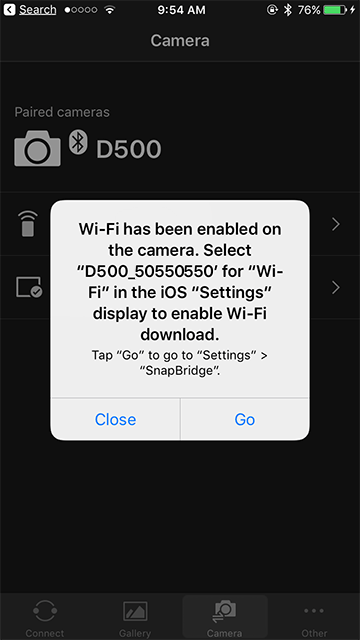 Search 9:54 AM 76%
Camera
Paired cameras
D500
Wi-Fi has been enabled on
the camera. Select
“D500_50550550’ for “Wi-
Fi” in the iOS “Settings”
display to enable Wi-Fi
download.
Tap “Go” to go to “Settings” >
“SnapBridge”.
Close Go
Connect Gallery Camera Other